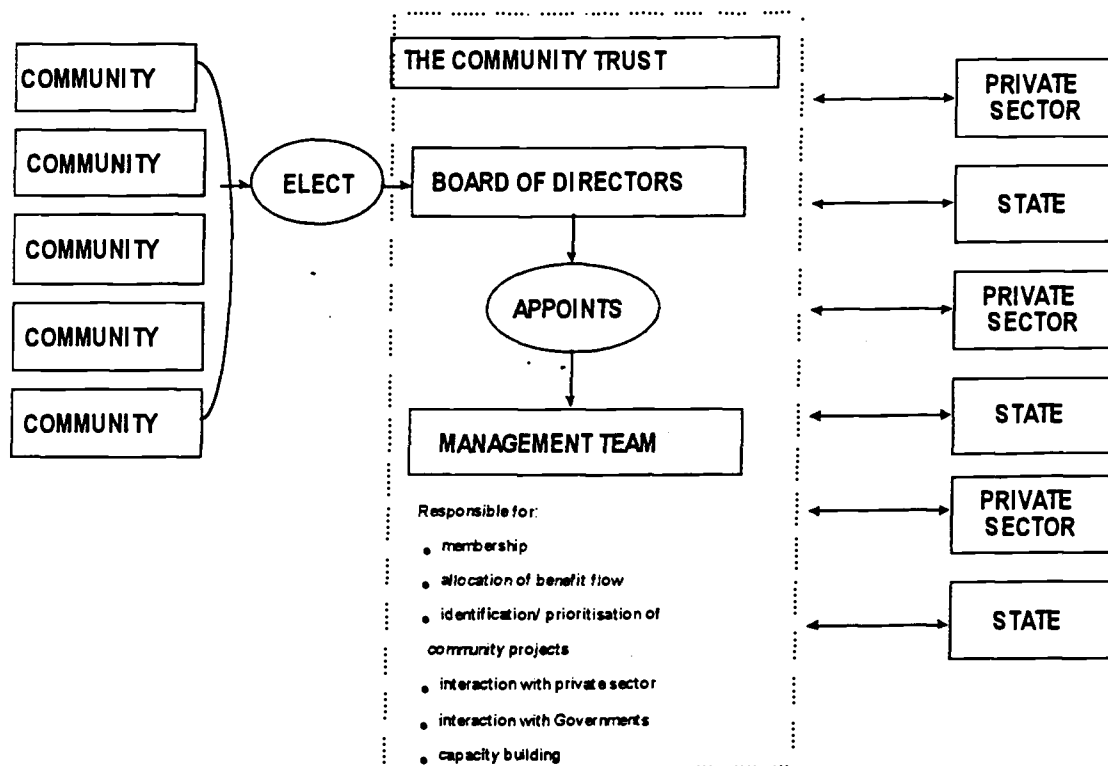 COMMUNITY
COMMUNITY
COMMUNITY
COMMUNITY
COMMUNITY
ELECT
THE COMMUNITY TRUST
BOARD OF DIRECTORS
APPOINTS
MANAGEMENT TEAM
Responsible for:
• membership
• allocation of benefit flow
• identification/ prioritisation of
community projects
• interaction with private sector
• interaction with Governments
• capacity building
PRIVATE
SECTOR
STATE
PRIVATE
SECTOR
STATE
PRIVATE
SECTOR
STATE